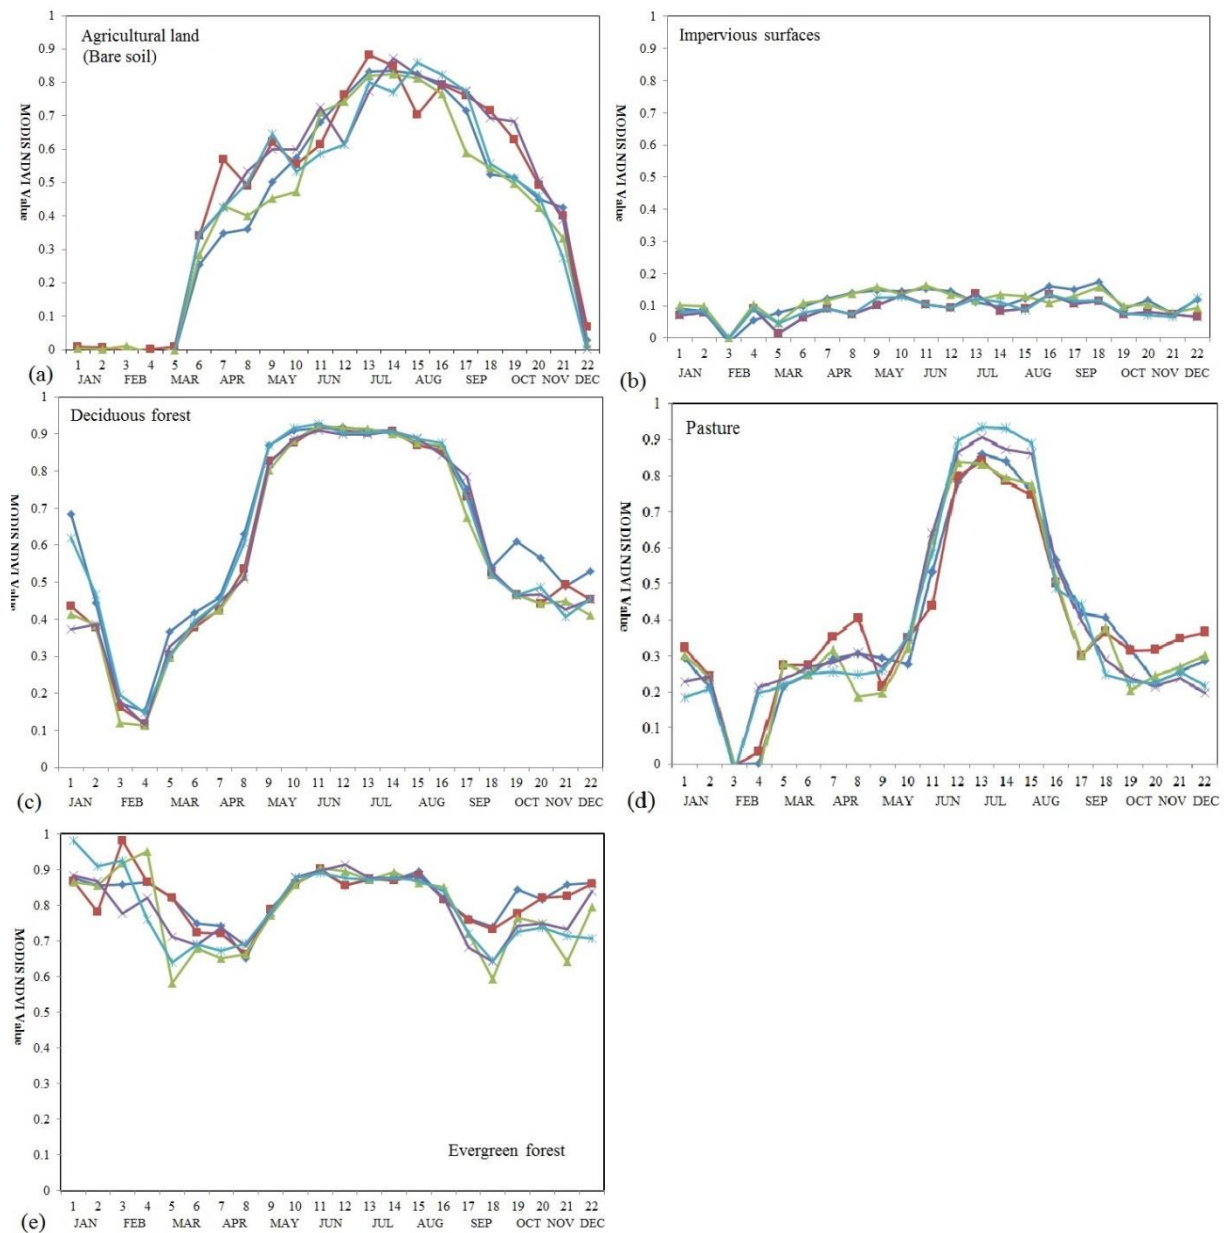 Agricultural land
(Bare soil)
MODIS NDVI Value
1
0.9
0.8
0.7
0.6
0.5
0.4
0.3
0.2
0.1
0
1 2 3 4 5 6 7 8 9 10 11 12 13 14 15 16 17 18 19 20 21 22
JAN FEB MAR APR MAY JUN JUL AUG SEP OCT NOV DEC
(a)
Impervious surfaces
MODIS NDVI Value
1
0.9
0.8
0.7
0.6
0.5
0.4
0.3
0.2
0.1
0
1 2 3 4 5 6 7 8 9 10 11 12 13 14 15 16 17 18 19 20 21 22
JAN FEB MAR APR MAY JUN JUL AUG SEP OCT NOV DEC
(b)
Deciduous forest
MODIS NDVI Value
1
0.9
0.8
0.7
0.6
0.5
0.4
0.3
0.2
0.1
0
1 2 3 4 5 6 7 8 9 10 11 12 13 14 15 16 17 18 19 20 21 22
JAN FEB MAR APR MAY JUN JUL AUG SEP OCT NOV DEC
(c)
Pasture
MODIS NDVI Value
1
0.9
0.8
0.7
0.6
0.5
0.4
0.3
0.2
0.1
0
1 2 3 4 5 6 7 8 9 10 11 12 13 14 15 16 17 18 19 20 21 22
JAN FEB MAR APR MAY JUN JUL AUG SEP OCT NOV DEC
(d)
Evergreen forest
MODIS NDVI Value
1
0.9
0.8
0.7
0.6
0.5
0.4
0.3
0.2
0.1
0
1 2 3 4 5 6 7 8 9 10 11 12 13 14 15 16 17 18 19 20 21 22
JAN FEB MAR APR MAY JUN JUL AUG SEP OCT NOV DEC
(e)